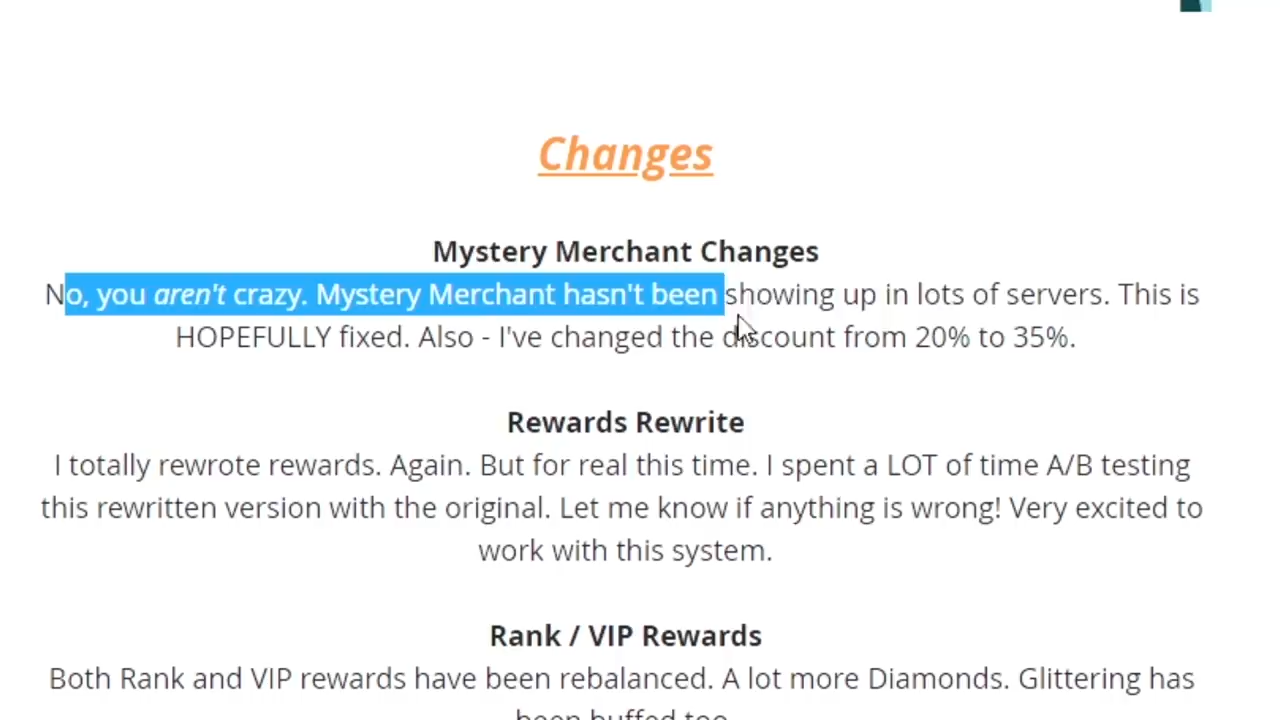 Changes
Mystery Merchant Changes
No, you aren't crazy. Mystery Merchant hasn't been showing up in lots of servers. This is
HOPEFULLY fixed. Also - I've changed the discount from 20% to 35%.
Rewards Rewrite
I totally rewrote rewards. Again. But for real this time. I spent a LOT of time A/B testing
this rewritten version with the original. Let me know if anything is wrong! Very excited to
work with this system.
Rank / VIP Rewards
Both Rank and VIP rewards have been rebalanced. A lot more Diamonds. Glittering has
been buffed too.